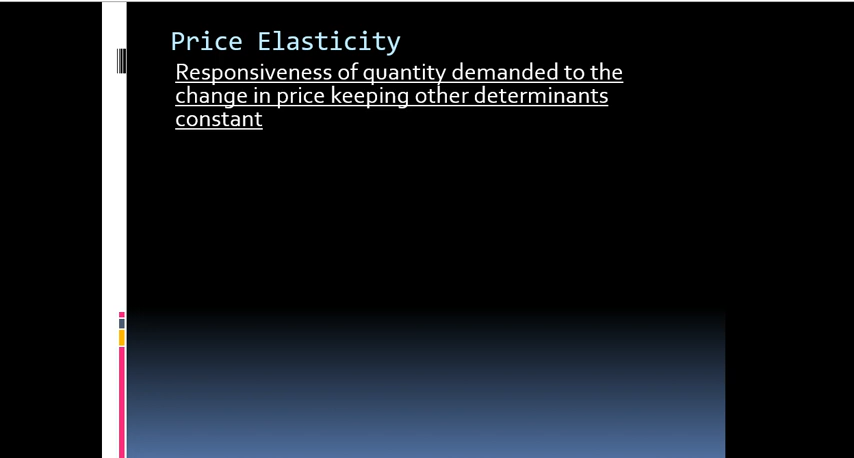 Price Elasticity
Responsiveness of quantity demanded to the
change in price keeping other determinants
constant